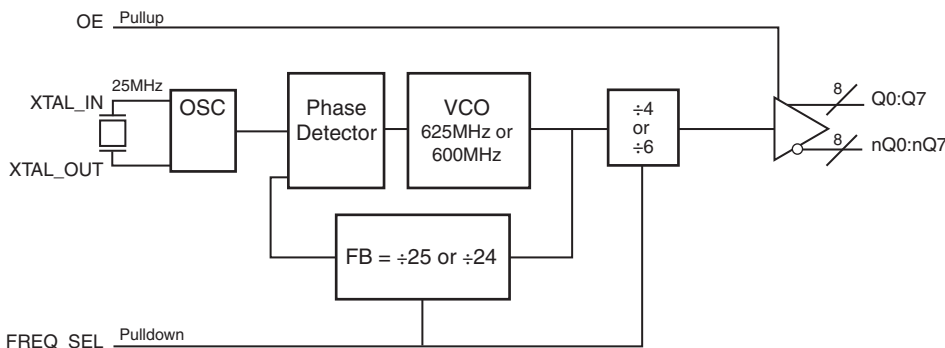 OE Pullup
25MHz
XTAL_IN
XTAL_OUT
OSC
Phase
Detector
VCO
625MHz or
600MHz
÷4
or
÷6
8 Q0:Q7
8 nQ0:nQ7
FB = ÷25 or ÷24
FREQ_SEL Pulldown